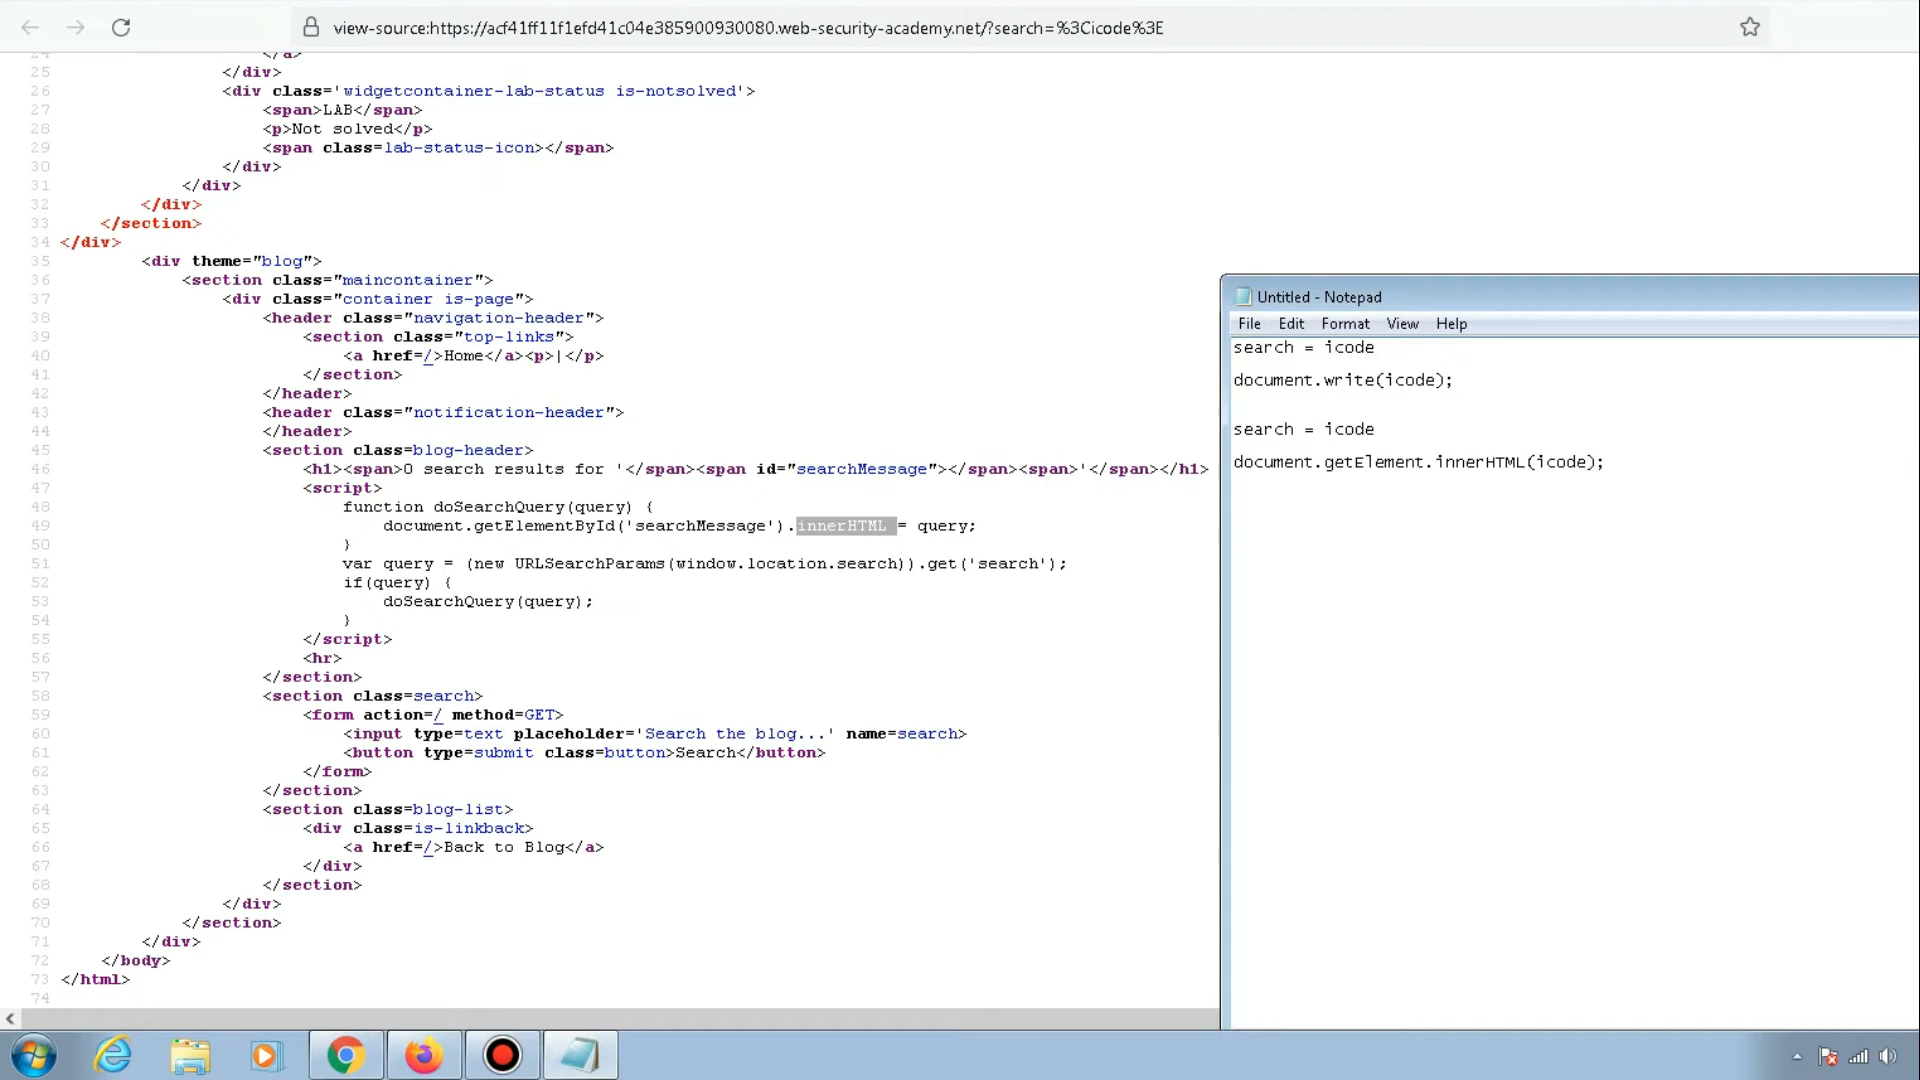 view-source:https://acf41ff11f1efd41c04e385900930080.web-security-academy.net/?search=%3Cicode%3E
24 </a>
25 </div>
26 <div class='widgetcontainer-lab-status is-notsolved'>
27 <span>LAB</span>
28 <p>Not solved</p>
29 <span class=lab-status-icon></span>
30 </div>
31 </div>
32 </div>
33 </section>
34 </div>
35 <div theme="blog">
36 <section class="maincontainer">
37 <div class="container is-page">
38 <header class="navigation-header">
39 <section class="top-links">
40 <a href=/>Home</a><p>|</p>
41 </section>
42 </header>
43 <header class="notification-header">
44 </header>
45 <section class=blog-header>
46 <h1><span>0 search results for '</span><span id="searchMessage"></span><span>'</span></h1>
47 <script>
48 function doSearchQuery(query) {
49 document.getElementById('searchMessage').innerHTML = query;
50 }
51 var query = (new URLSearchParams(window.location.search)).get('search');
52 if(query) {
53 doSearchQuery(query);
54 }
55 </script>
56 <hr>
57 </section>
58 <section class=search>
59 <form action=/ method=GET>
60 <input type=text placeholder='Search the blog...' name=search>
61 <button type=submit class=button>Search</button>
62 </form>
63 </section>
64 <section class=blog-list>
65 <div class=is-linkback>
66 <a href=/>Back to Blog</a>
67 </div>
68 </section>
69 </div>
70 </section>
71 </div>
72 </body>
73 </html>
74
Untitled - Notepad
File Edit Format View Help
search = icode
document.write(icode);
search = icode
document.getElement.innerHTML(icode);